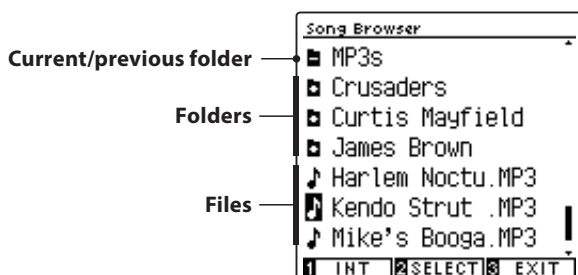 Song Browser
Current/previous folder
MP3s
Folders
Crusaders
Curtis Mayfield
James Brown
Files
Harlem Noctu.MP3
Kendo Strut .MP3
Mike's Booga.MP3
1 INT 2 SELECT 3 EXIT